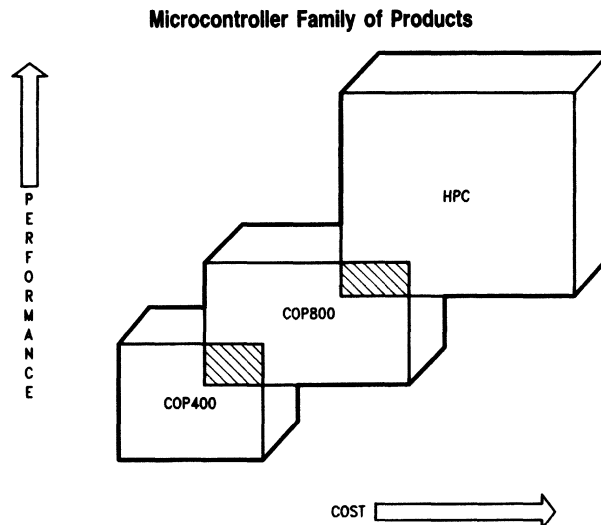 Microcontroller Family of Products
PERFORMANCE
HPC
COP800
COP400
COST